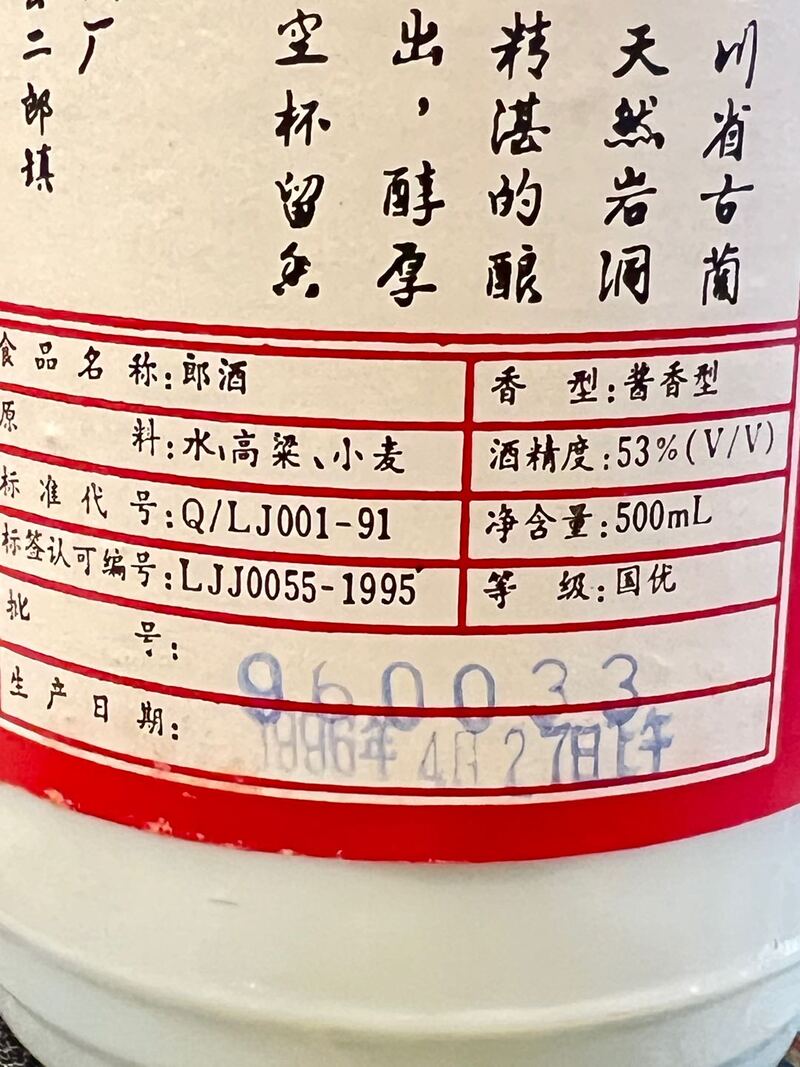 川省古蔺
天然岩洞
精湛的酿
出，醇厚
空杯留香
厂
二郎镇
食品名称:郎酒
香型:酱香型
原料:水、高粱、小麦
酒精度:53%(V/V)
标准代号:Q/LJ001-91
净含量:500mL
标签认可编号:LJJ0055-1995
等级:国优
批号:960033
生产日期:1996年4月27日上午